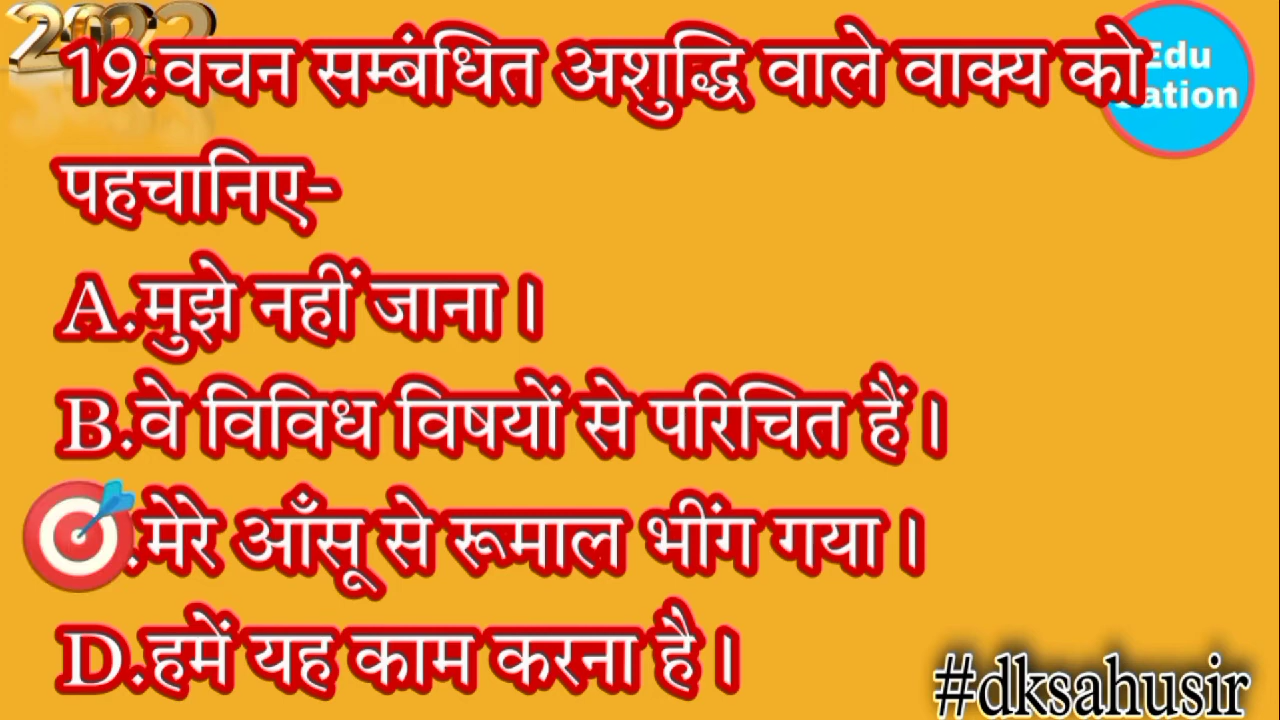 2022
19.वचन सम्बंधित अशुद्धि वाले वाक्य को
Edu
ation
पहचानिए-
A.मुझे नहीं जाना।
B.वे विविध विषयों से परिचित हैं।
.मेरे आँसू से रूमाल भींग गया।
D.हमें यह काम करना है।
#dksahusir